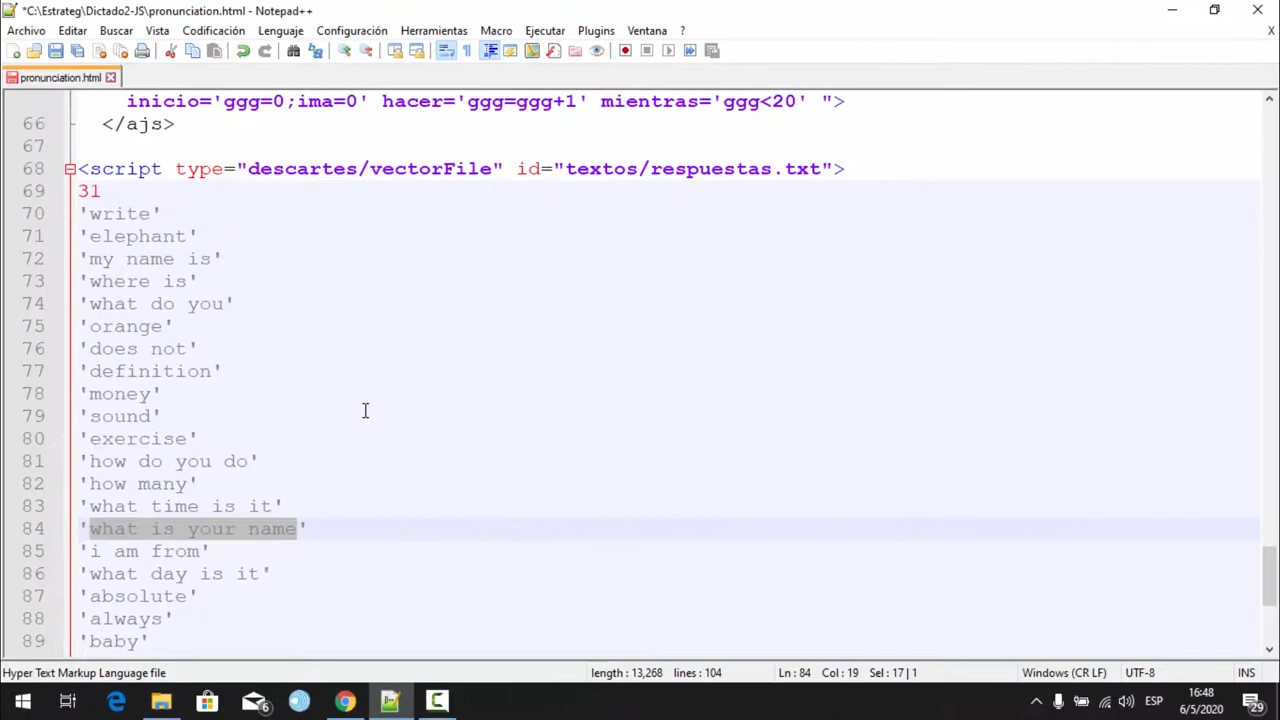 *C:\Estrateg\Dictado2-JS\pronunciation.html - Notepad++
Archivo Editar Buscar Vista Codificación Lenguaje Configuración Herramientas Macro Ejecutar Plugins Ventana ? X
pronunciation.html
inicio='ggg=0;ima=0' hacer='ggg=ggg+1' mientras='ggg<20' ">
66 </ajs>
67
68 <script type="descartes/vectorFile" id="textos/respuestas.txt">
69 31
70 'write'
71 'elephant'
72 'my name is'
73 'where is'
74 'what do you'
75 'orange'
76 'does not'
77 'definition'
78 'money'
79 'sound'
80 'exercise'
81 'how do you do'
82 'how many'
83 'what time is it'
84 'what is your name'
85 'i am from'
86 'what day is it'
87 'absolute'
88 'always'
89 'baby'
Hyper Text Markup Language file length : 13,268 lines : 104 Ln : 84 Col : 19 Sel : 17 | 1 Windows (CR LF) UTF-8 INS
6 ESP 16:48
6/5/2020 29